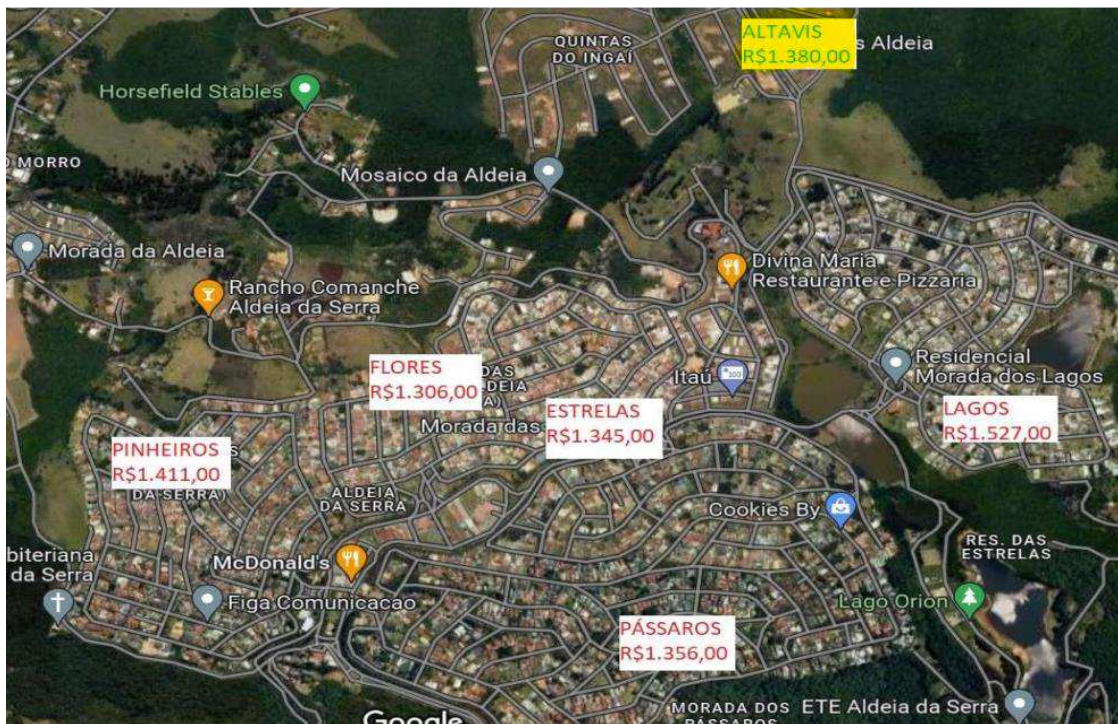 ALTAVIS
R$1.380,00
s Aldeia
QUINTAS
DO INGAÍ
Horsefield Stables
O MORRO
Mosaico da Aldeia
Morada da Aldeia
Divina Maria
Restaurante e Pizzaria
Rancho Comanche
Aldeia da Serra
FLORES
R$1.306,00
DAS
LDEIA
A)
Itaú
Residencial
Morada dos Lagos
ESTRELAS
R$1.345,00
Morada das
LAGOS
R$1.527,00
PINHEIROS
R$1.411,00
S
DA SERRA)
ALDEIA
DA SERRA
Cookies By
RES. DAS
ESTRELAS
McDonald's
biteriana
da Serra
Figa Comunicacao
Lago Orion
PÁSSAROS
R$1.356,00
MORADA DOS
PÁSSAROS
ETE Aldeia da Serra
Google